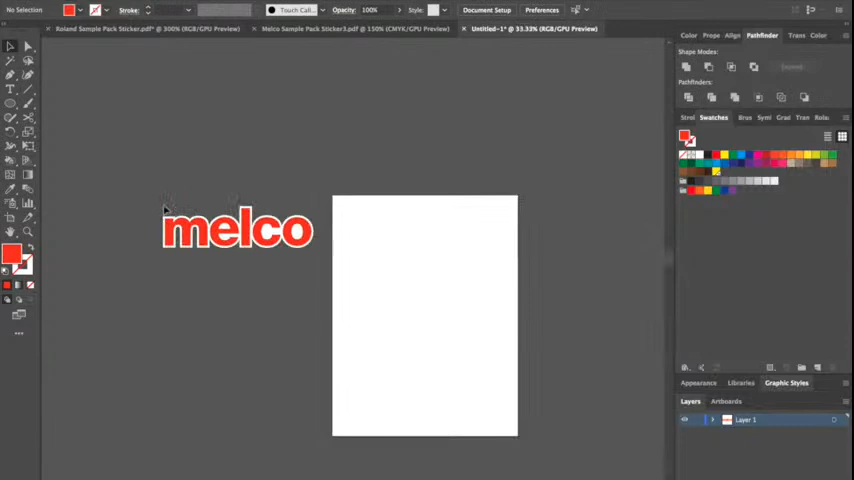 No Selection
Stroke:
Touch Call...
Opacity: 100%
Style:
Document Setup
Preferences
Roland Sample Pack Sticker.pdf* @ 300% (RGB/GPU Preview)
Melco Sample Pack Sticker3.pdf @ 150% (CMYK/GPU Preview)
Untitled-1* @ 33.33% (RGB/GPU Preview)
Color
Prope
Align
Pathfinder
Trans
Color
Shape Modes:
Expand
Pathfinders:
Strol
Swatches
Brus
Symi
Grad
Tran
Rola
melco
Appearance
Libraries
Graphic Styles
Layers
Artboards
Layer 1